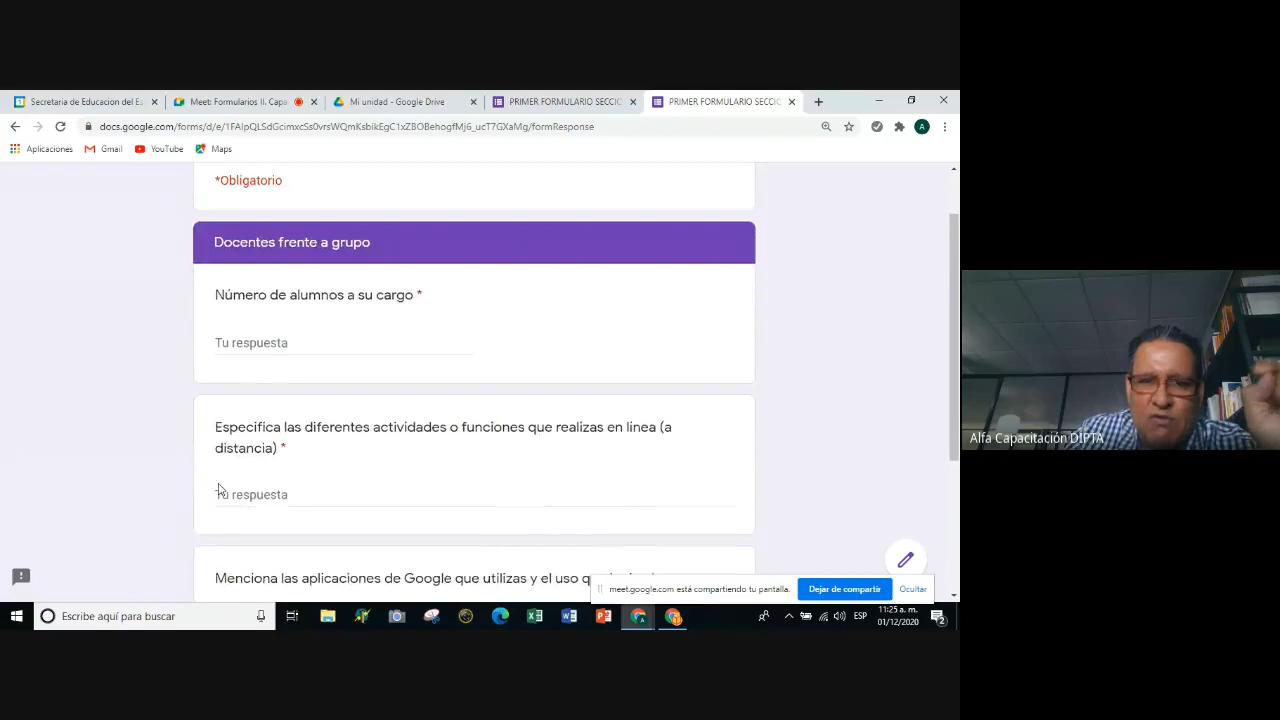 Secretaria de Educacion del Es
Meet: Formularios II. Capa
Mi unidad - Google Drive
PRIMER FORMULARIO SECCIO
PRIMER FORMULARIO SECCIO
docs.google.com/forms/d/e/1FAIpQLSdGcimxcSs0vrsWQmKsbikEgC1xZBOBehogfMj6_ucT7GXaMg/formResponse
A
Aplicaciones
Gmail
YouTube
Maps
*Obligatorio
Docentes frente a grupo
Número de alumnos a su cargo *
Tu respuesta
Especifica las diferentes actividades o funciones que realizas en línea (a
distancia) *
Tu respuesta
Menciona las aplicaciones de Google que utilizas y el uso
meet.google.com está compartiendo tu pantalla.
Dejar de compartir
Ocultar
Escribe aquí para buscar
ESP
11:25 a. m.
01/12/2020
2
Alfa Capacitación DIPTA